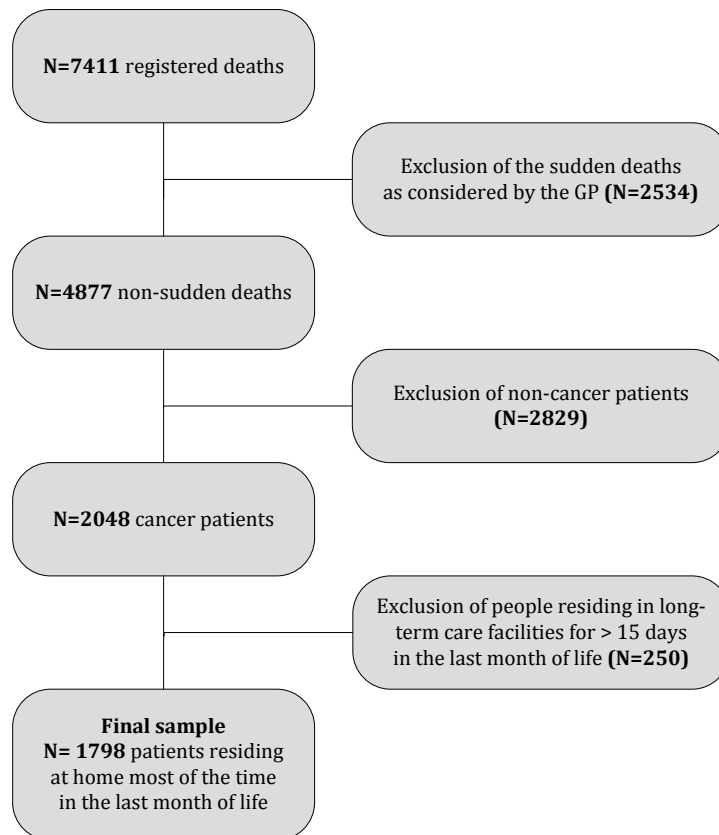 N=7411 registered deaths
Exclusion of the sudden deaths
as considered by the GP (N=2534)
N=4877 non-sudden deaths
Exclusion of non-cancer patients
(N=2829)
N=2048 cancer patients
Exclusion of people residing in long-
term care facilities for > 15 days
in the last month of life (N=250)
Final sample
N= 1798 patients residing
at home most of the time
in the last month of life